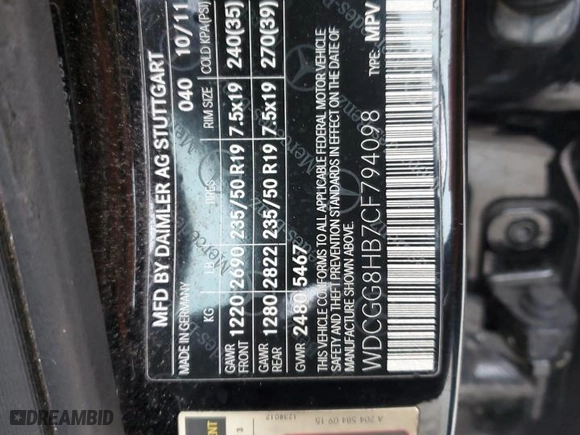 MFD BY DAIMLER AG STUTTGART
MADE IN GERMANY 040 10/11
KG LB TIRES RIM SIZE COLD KPA(PSI)
GAWR FRONT 1220 2690 235/50 R19 7.5x19 240(35)
GAWR REAR 1280 2822 235/50 R19 7.5x19 270(39)
GVWR 2480 5467
THIS VEHICLE CONFORMS TO ALL APPLICABLE FEDERAL MOTOR VEHICLE
SAFETY AND THEFT PREVENTION STANDARDS IN EFFECT ON THE DATE OF
MANUFACTURE SHOWN ABOVE.
WDCGG8HB7CF794098 TYPE: MPV
A 204 584 09 15
DREAMBID